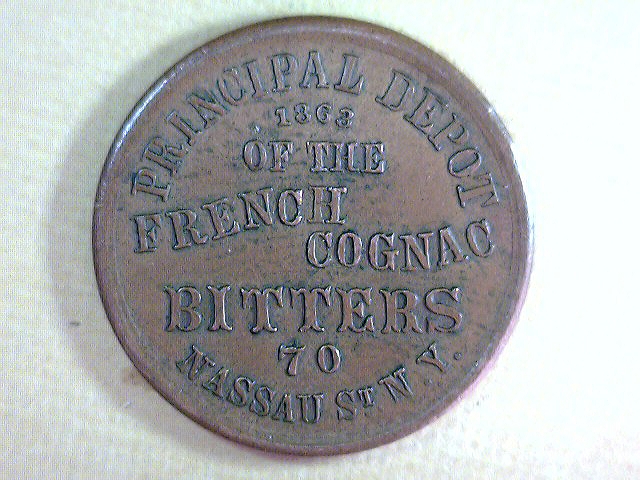 PRINCIPAL DEPOT
1863
OF THE
FRENCH
COGNAC
BITTERS
70
NASSAU ST N.Y.